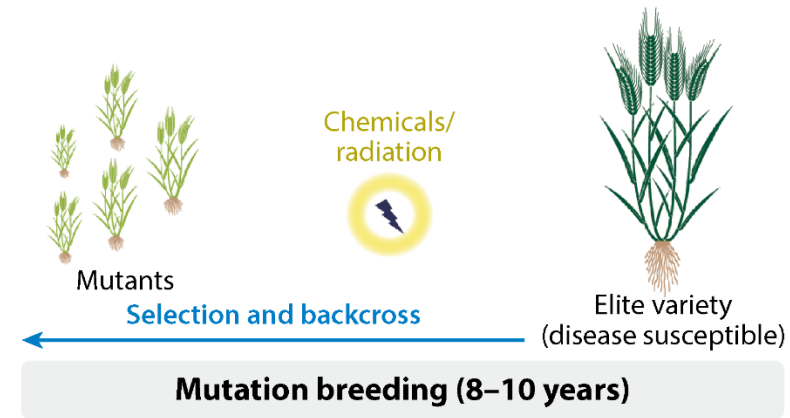 Chemicals/
radiation
Mutants
Elite variety
(disease susceptible)
Selection and backcross
Mutation breeding (8–10 years)